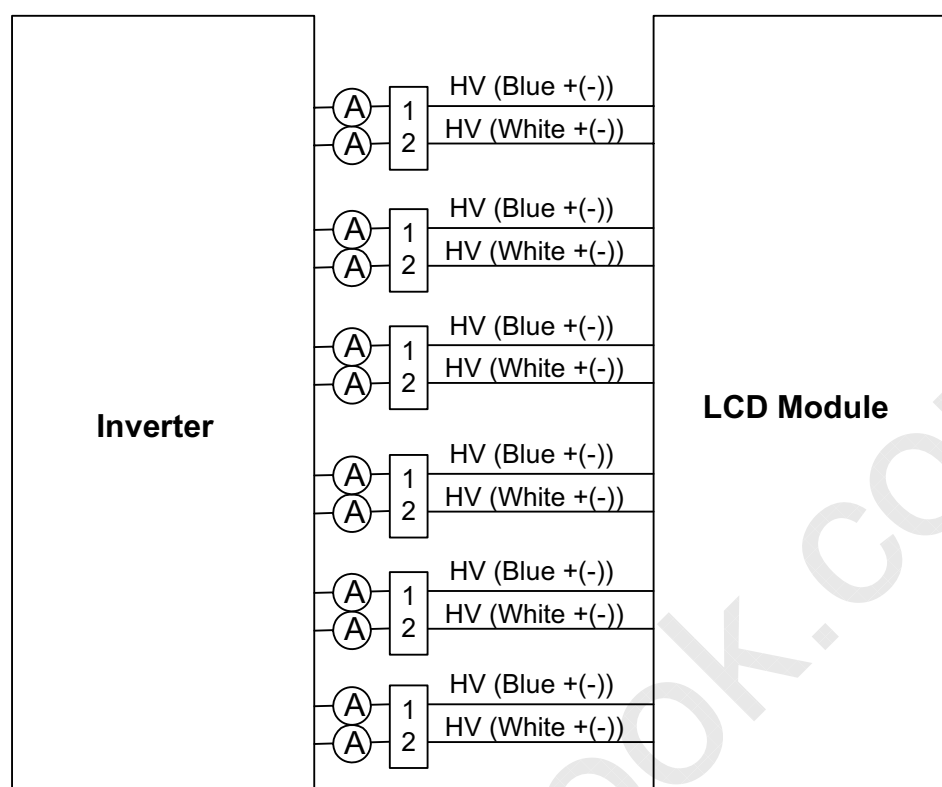 A 1 HV (Blue +(-))
A 2 HV (White +(-))
A 1 HV (Blue +(-))
A 2 HV (White +(-))
A 1 HV (Blue +(-))
A 2 HV (White +(-))
Inverter
LCD Module
A 1 HV (Blue +(-))
A 2 HV (White +(-))
A 1 HV (Blue +(-))
A 2 HV (White +(-))
A 1 HV (Blue +(-))
A 2 HV (White +(-))
ook.co